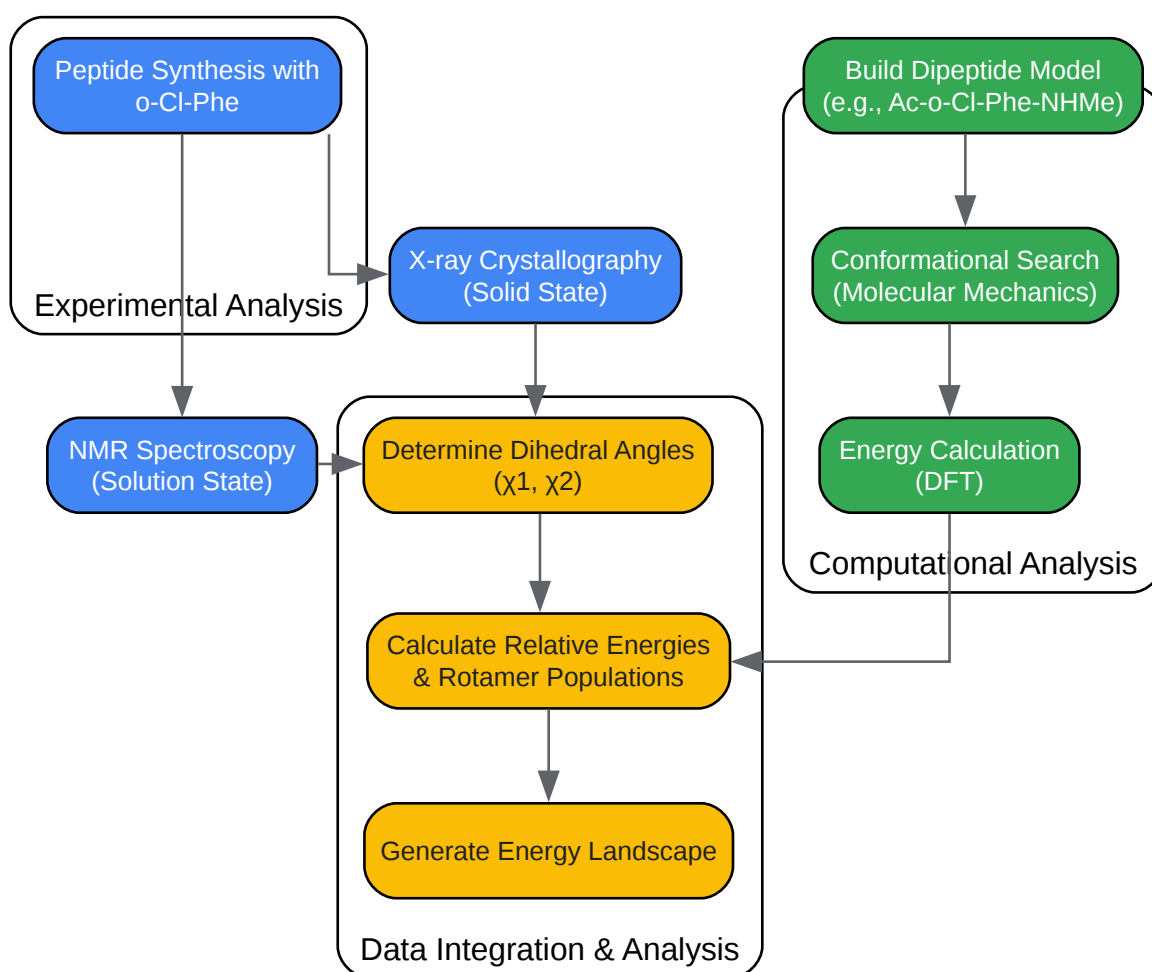 Peptide Synthesis with
o-Cl-Phe
Build Dipeptide Model
(e.g., Ac-o-Cl-Phe-NHMe)
X-ray Crystallography
(Solid State)
Conformational Search
(Molecular Mechanics)
Experimental Analysis
NMR Spectroscopy
(Solution State)
Determine Dihedral Angles
(χ1, χ2)
Energy Calculation
(DFT)
Computational Analysis
Calculate Relative Energies
& Rotamer Populations
Generate Energy Landscape
Data Integration & Analysis